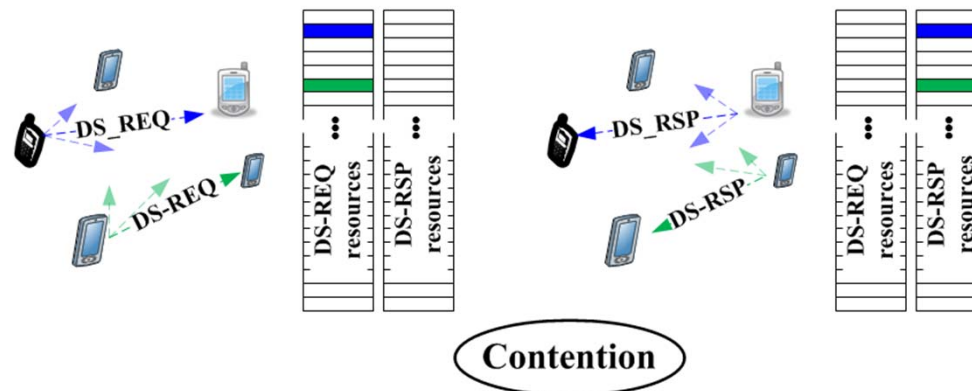 DS_REQ
DS-REQ
DS-REQ
resources
DS-RSP
resources
DS_RSP
DS-RSP
DS-REQ
resources
DS-RSP
resources
Contention